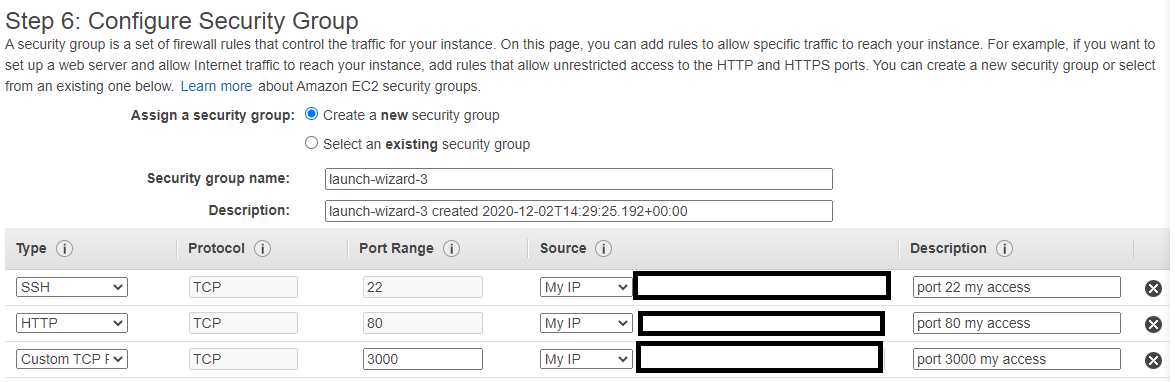 Step 6: Configure Security Group
A security group is a set of firewall rules that control the traffic for your instance. On this page, you can add rules to allow specific traffic to reach your instance. For example, if you want to
set up a web server and allow Internet traffic to reach your instance, add rules that allow unrestricted access to the HTTP and HTTPS ports. You can create a new security group or select
from an existing one below. Learn more about Amazon EC2 security groups.
Assign a security group: Create a new security group
Select an existing security group
Security group name: launch-wizard-3
Description: launch-wizard-3 created 2020-12-02T14:29:25.192+00:00
Type i Protocol i Port Range i Source i Description i
SSH TCP 22 My IP port 22 my access
HTTP TCP 80 My IP port 80 my access
Custom TCP TCP 3000 My IP port 3000 my access